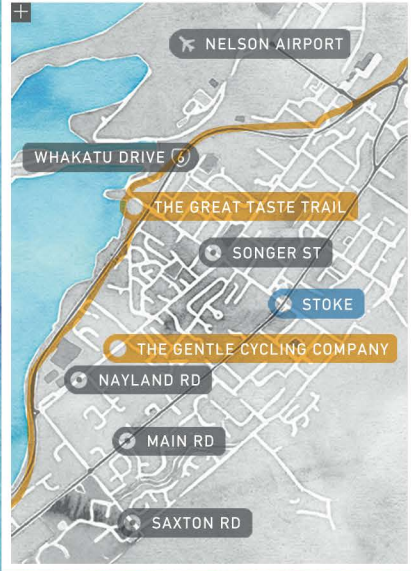 NELSON AIRPORT
WHAKATU DRIVE 6
THE GREAT TASTE TRAIL
SONGER ST
STOKE
THE GENTLE CYCLING COMPANY
NAYLAND RD
MAIN RD
SAXTON RD